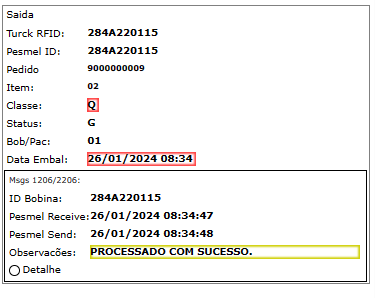 Saida
Turck RFID: 284A220115
Pesmel ID: 284A220115
Pedido 9000000009
Item: 02
Classe: Q
Status: G
Bob/Pac: 01
Data Embal: 26/01/2024 08:34
Msgs 1206/2206:
ID Bobina: 284A220115
Pesmel Receive: 26/01/2024 08:34:47
Pesmel Send: 26/01/2024 08:34:48
Observacões: PROCESSADO COM SUCESSO.
Detalhe